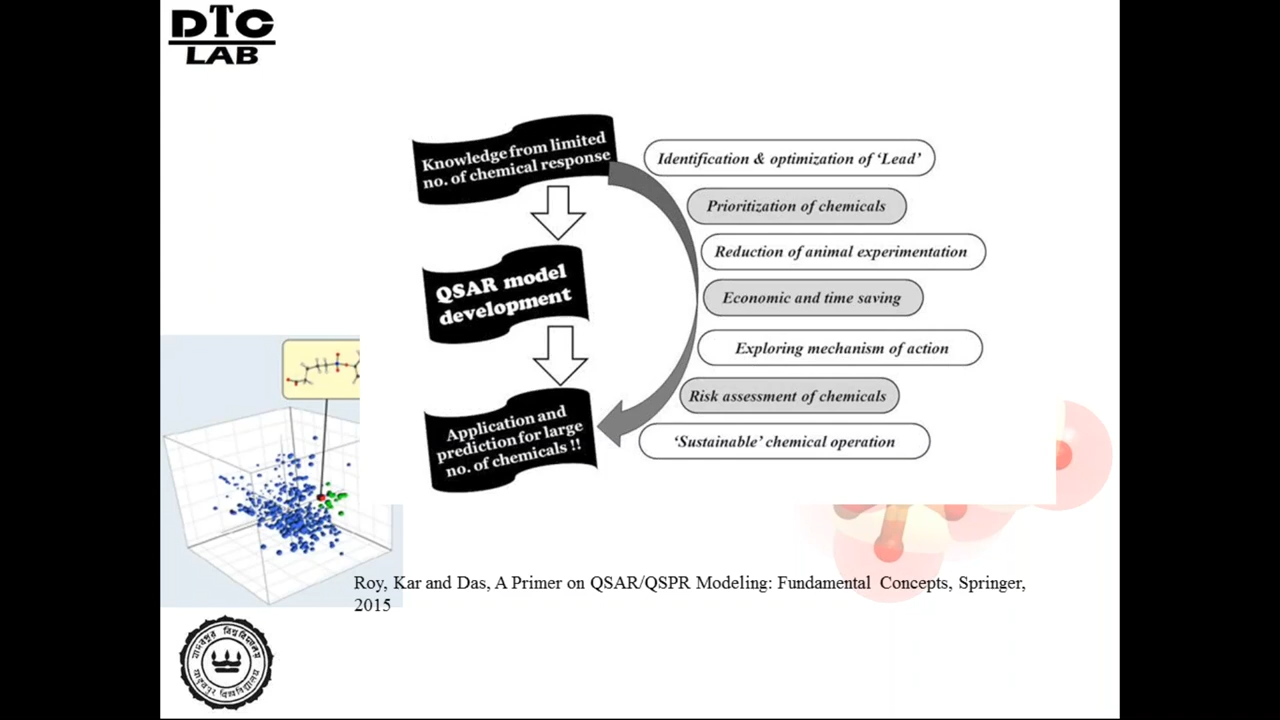 DTC
LAB
Knowledge from limited
no. of chemical response
QSAR model
development
Application and
prediction for large
no. of chemicals !!
Identification & optimization of ‘Lead’
Prioritization of chemicals
Reduction of animal experimentation
Economic and time saving
Exploring mechanism of action
Risk assessment of chemicals
‘Sustainable’ chemical operation
Roy, Kar and Das, A Primer on QSAR/QSPR Modeling: Fundamental Concepts, Springer,
2015
যাদবপুর বিশ্ববিদ্যালয়